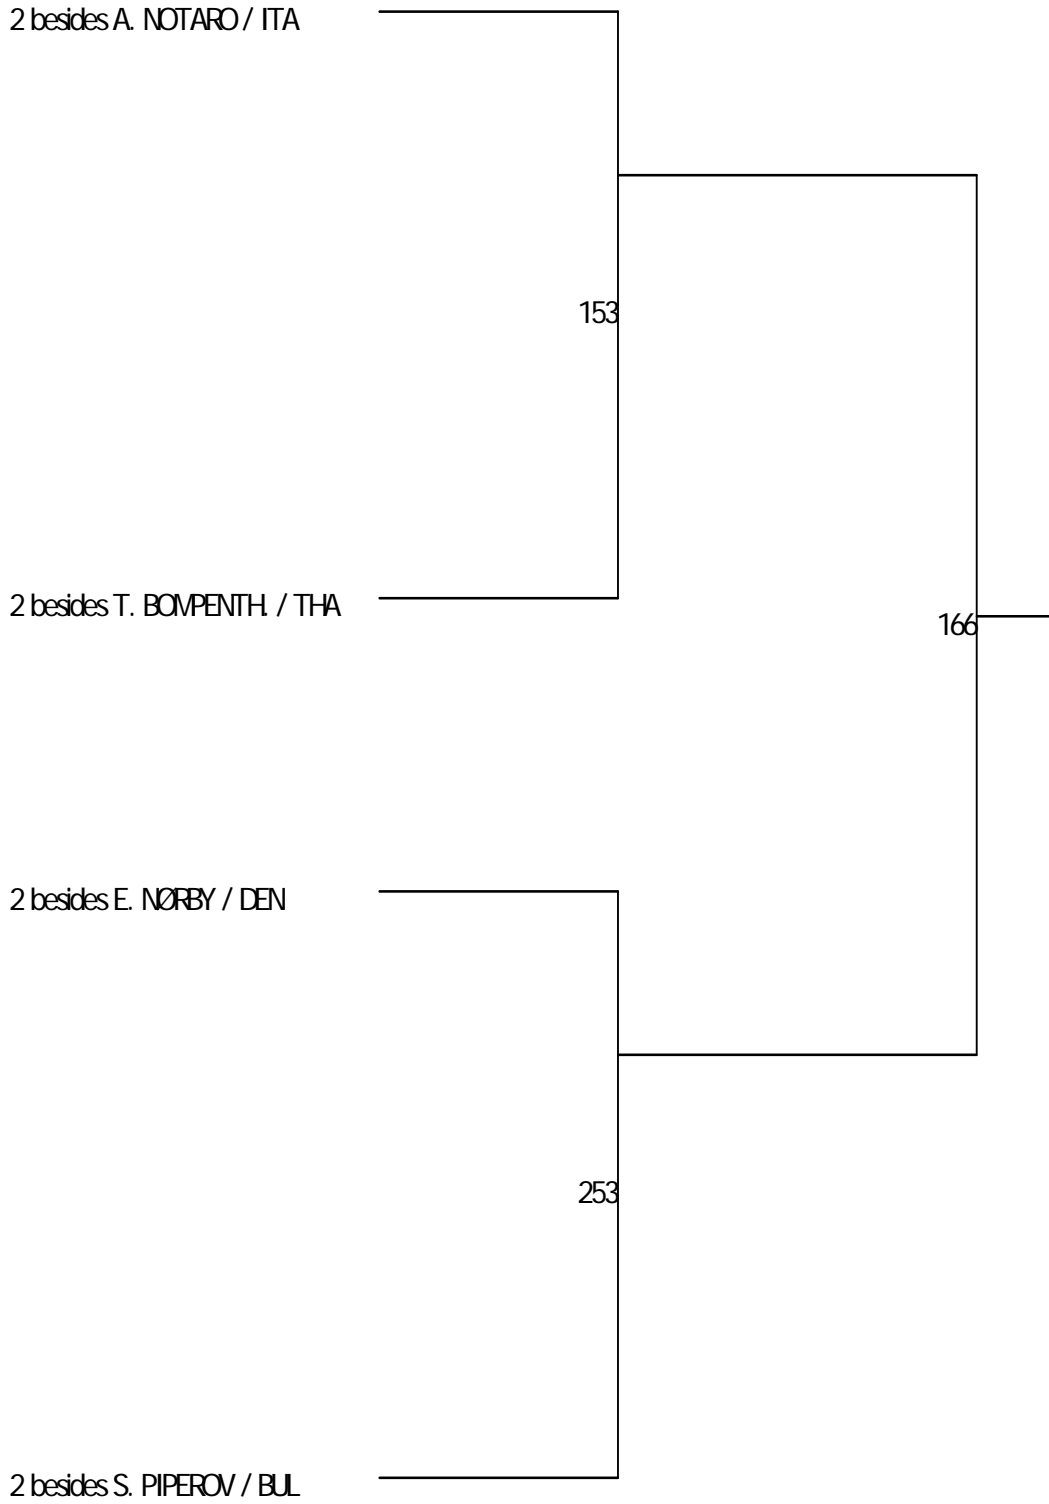 2 besides A. NOTARO / ITA
153
2 besides T. BOMPENTH. / THA
166
2 besides E. NØRBY / DEN
253
2 besides S. PIPEROV / BUL